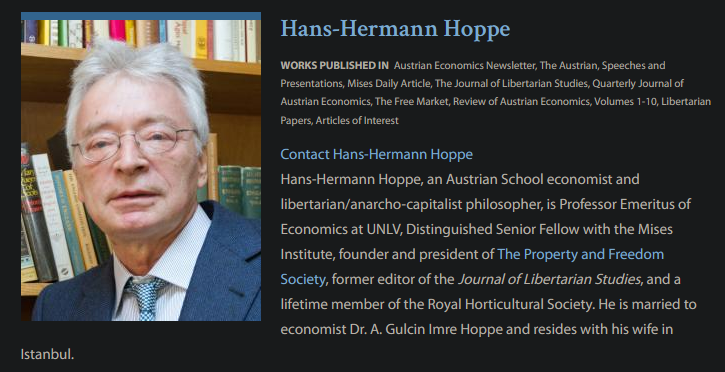 Hans-Hermann Hoppe
WORKS PUBLISHED IN Austrian Economics Newsletter, The Austrian, Speeches and
Presentations, Mises Daily Article, The Journal of Libertarian Studies, Quarterly Journal of
Austrian Economics, The Free Market, Review of Austrian Economics, Volumes 1-10, Libertarian
Papers, Articles of Interest
Contact Hans-Hermann Hoppe
Hans-Hermann Hoppe, an Austrian School economist and
libertarian/anarcho-capitalist philosopher, is Professor Emeritus of
Economics at UNLV, Distinguished Senior Fellow with the Mises
Institute, founder and president of The Property and Freedom
Society, former editor of the Journal of Libertarian Studies, and a
lifetime member of the Royal Horticultural Society. He is married to
economist Dr. A. Gulcin Imre Hoppe and resides with his wife in
Istanbul.